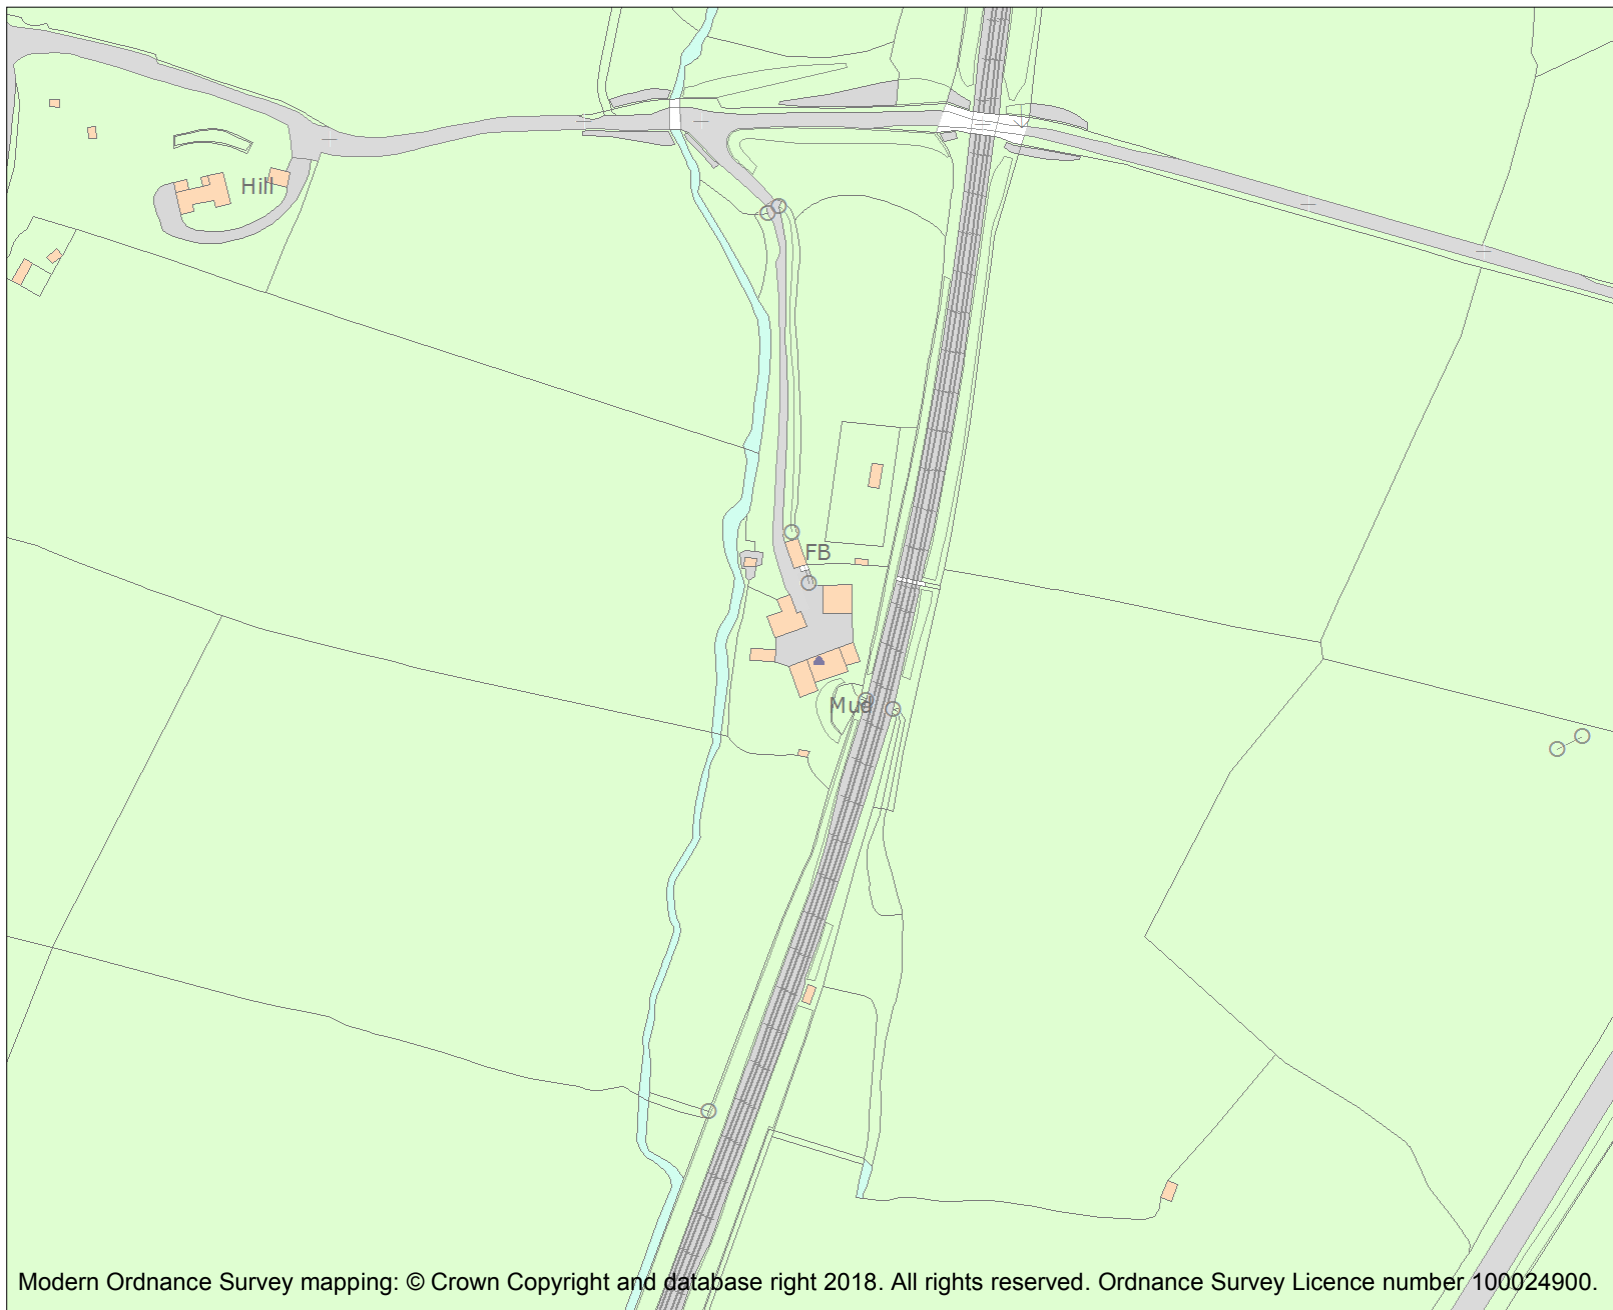 Hill
FB
Mud
Modern Ordnance Survey mapping: © Crown Copyright and database right 2018. All rights reserved. Ordnance Survey Licence number 100024900.